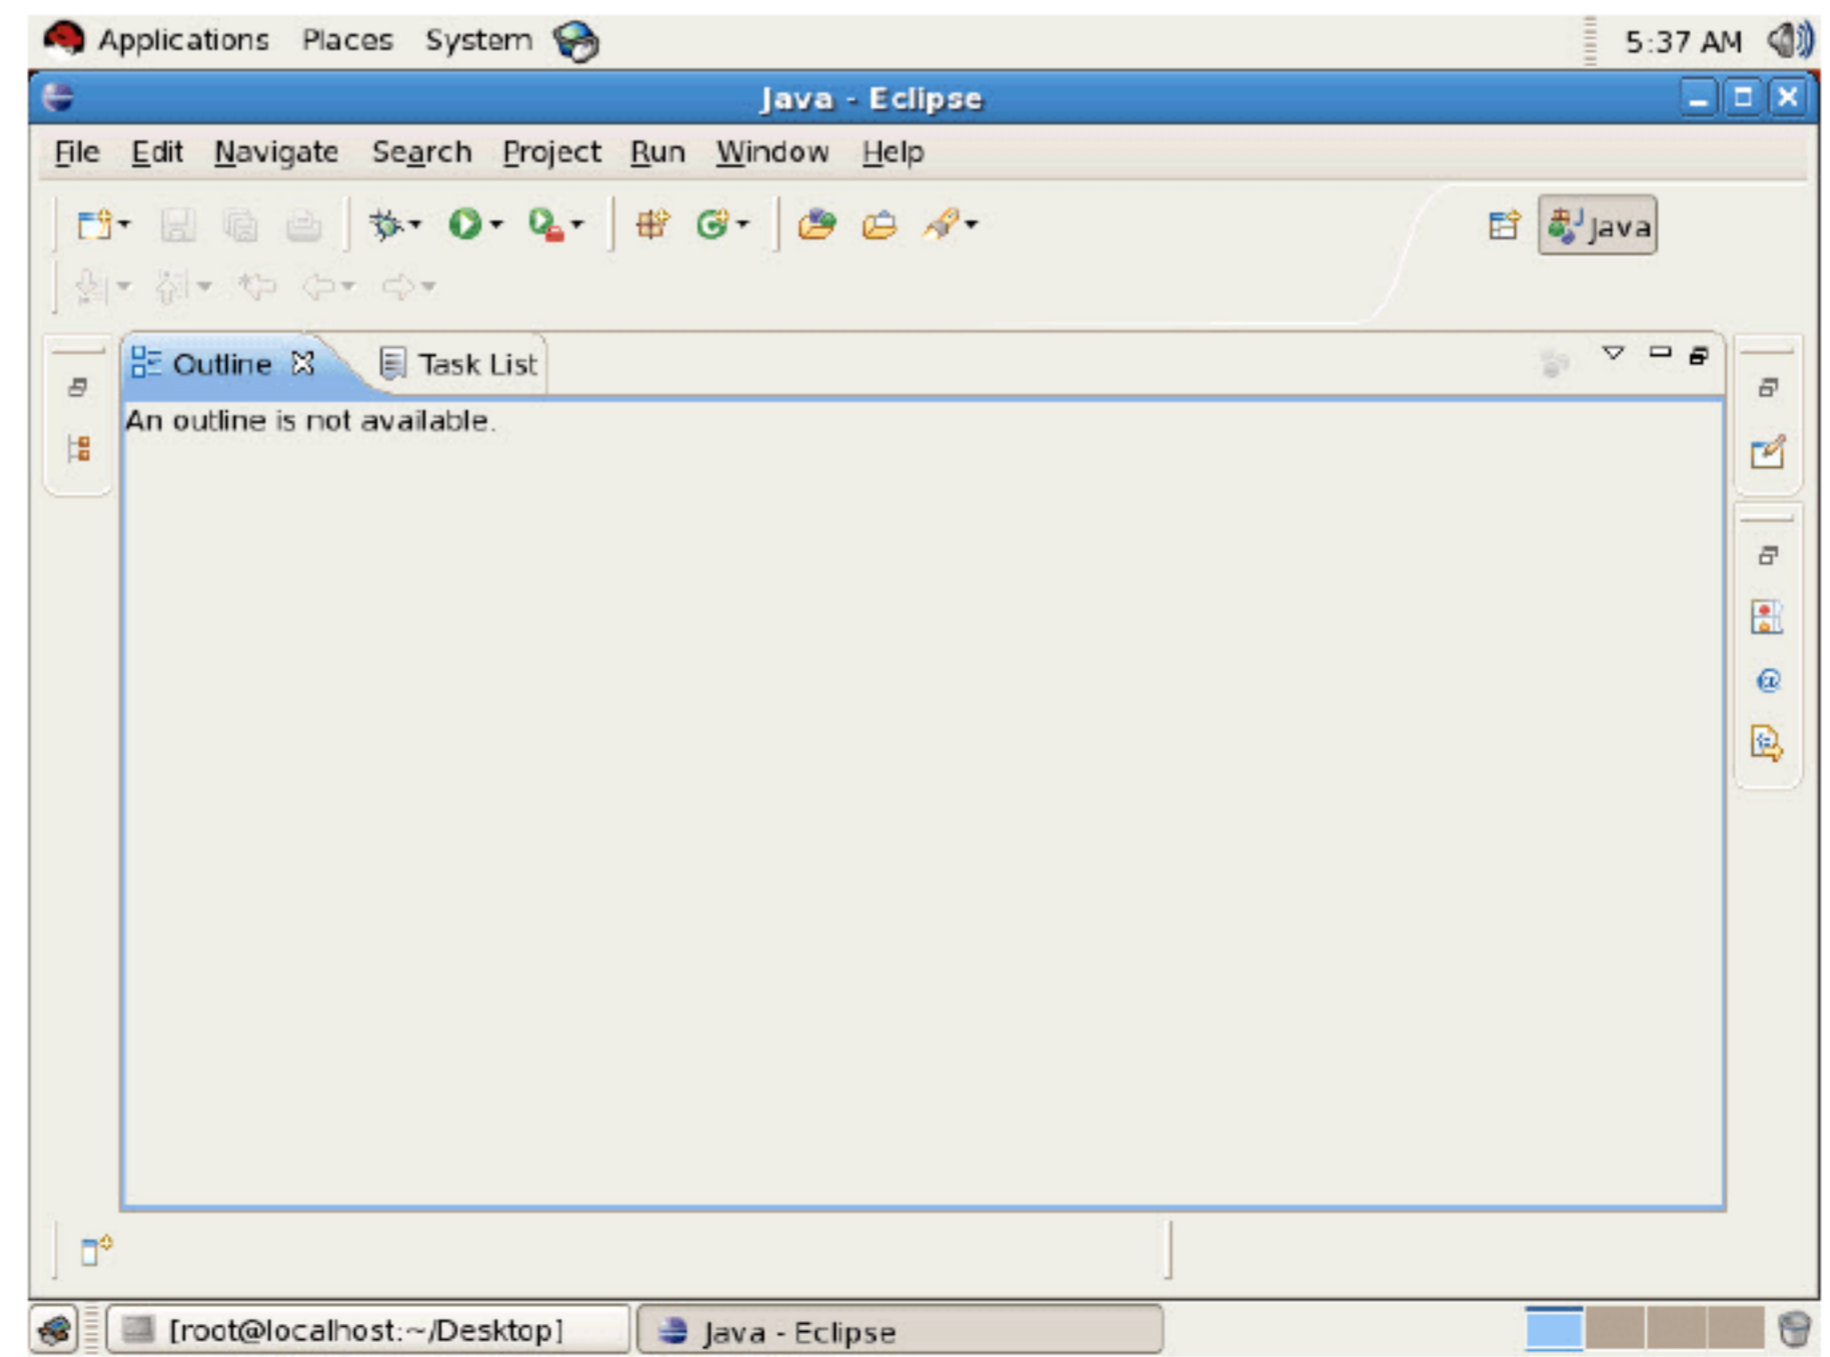 Applications Places System 5:37 AM
Java - Eclipse
File Edit Navigate Search Project Run Window Help
Java
Outline Task List
An outline is not available.
[root@localhost:~/Desktop] Java - Eclipse